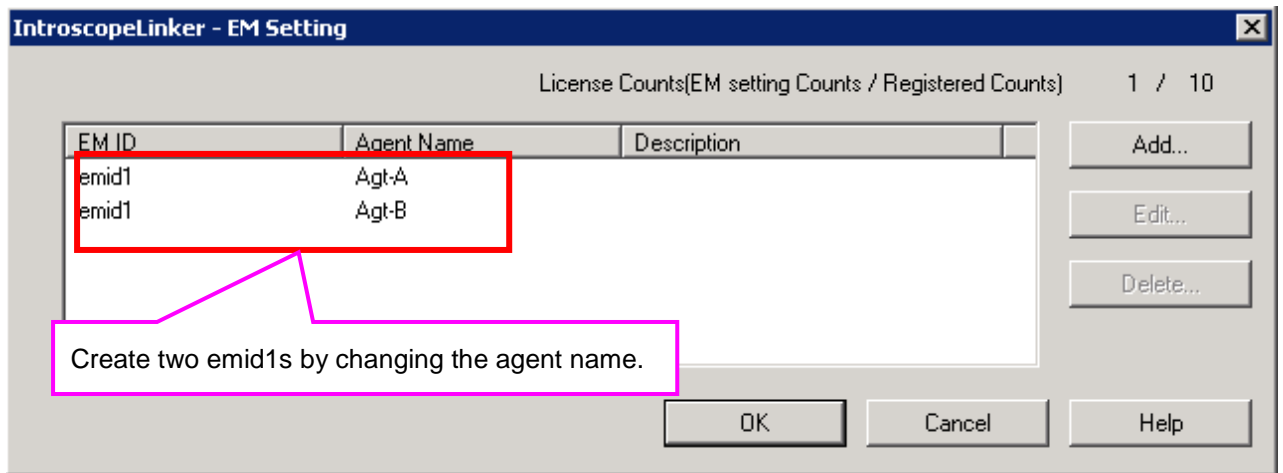 IntroscopeLinker - EM Setting
License Counts(EM setting Counts / Registered Counts) 1 / 10
EM ID Agent Name Description
Add...
emid1 Agt-A
emid1 Agt-B
Edit...
Delete...
Create two emid1s by changing the agent name.
OK Cancel Help